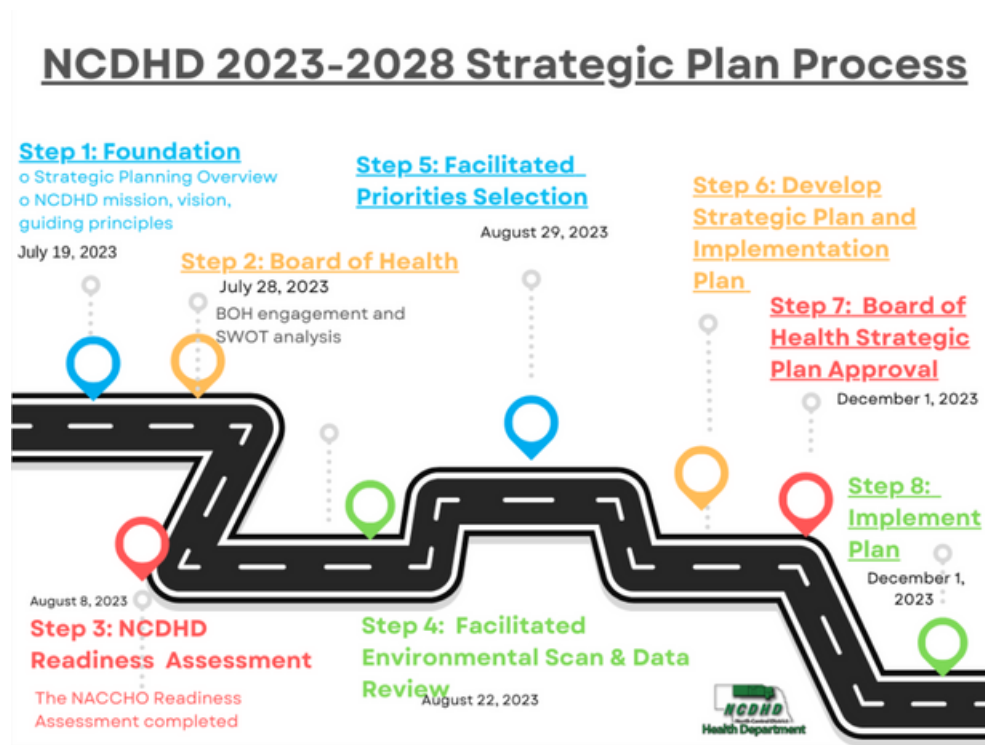 NCDHD 2023-2028 Strategic Plan Process
Step 1: Foundation
o Strategic Planning Overview
o NCDHD mission, vision,
guiding principles
July 19, 2023
Step 2: Board of Health
July 28, 2023
BOH engagement and
SWOT analysis
August 8, 2023
Step 3: NCDHD
Readiness Assessment
The NACCHO Readiness
Assessment completed
Step 4: Facilitated
Environmental Scan & Data
Review
August 22, 2023
Step 5: Facilitated
Priorities Selection
August 29, 2023
Step 6: Develop
Strategic Plan and
Implementation
Plan
Step 7: Board of
Health Strategic
Plan Approval
December 1, 2023
Step 8:
Implement
Plan
December 1,
2023
NCDHD
North Central District
Health Department